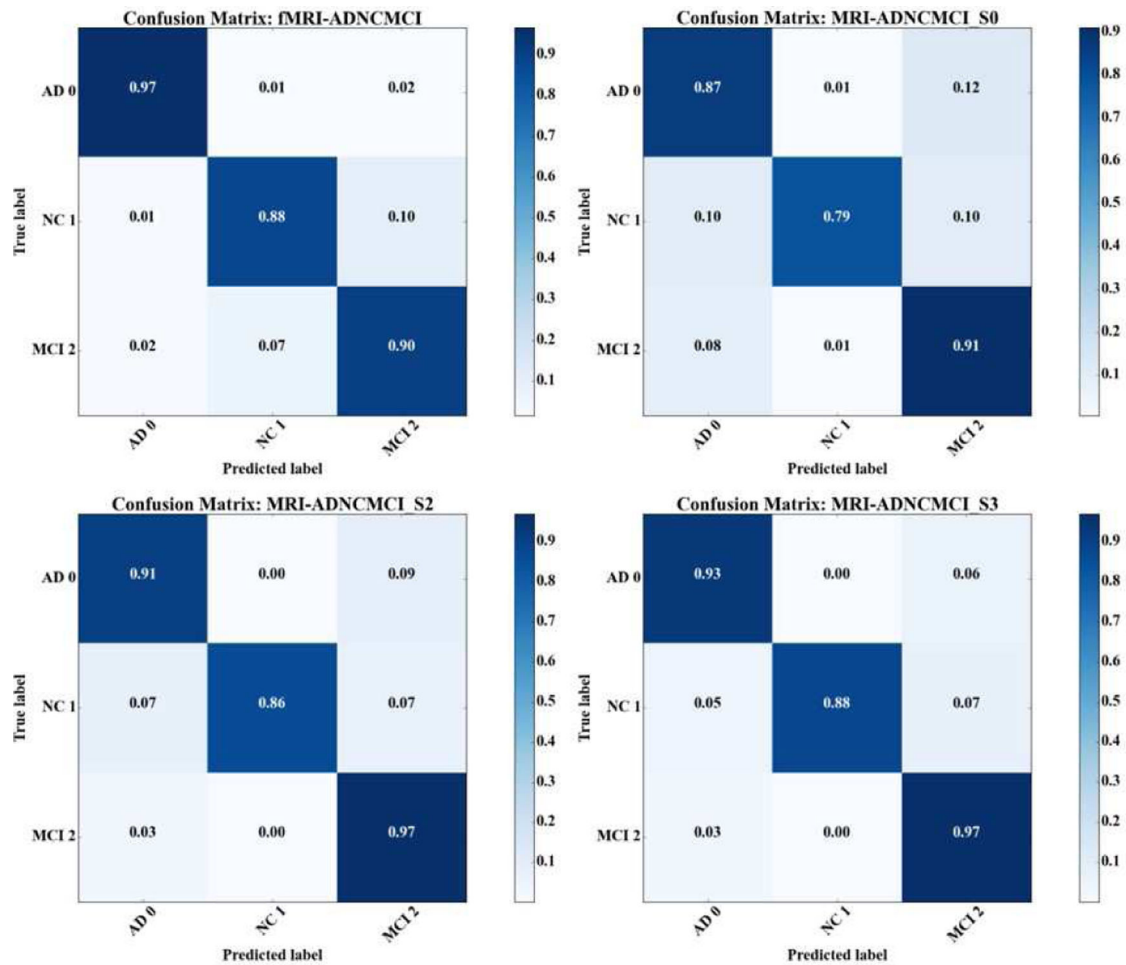 Confusion Matrix: fMRI-ADNCMCI
AD 0 0.97 0.01 0.02
NC 1 0.01 0.88 0.10
MCI 2 0.02 0.07 0.90
True label
AD 0 NC 1 MCI 2
Predicted label
0.9
0.8
0.7
0.6
0.5
0.4
0.3
0.2
0.1
Confusion Matrix: MRI-ADNCMCI_S0
AD 0 0.87 0.01 0.12
NC 1 0.10 0.79 0.10
MCI 2 0.08 0.01 0.91
True label
AD 0 NC 1 MCI 2
Predicted label
0.9
0.8
0.7
0.6
0.5
0.4
0.3
0.2
0.1
Confusion Matrix: MRI-ADNCMCI_S2
AD 0 0.91 0.00 0.09
NC 1 0.07 0.86 0.07
MCI 2 0.03 0.00 0.97
True label
AD 0 NC 1 MCI 2
Predicted label
0.9
0.8
0.7
0.6
0.5
0.4
0.3
0.2
0.1
Confusion Matrix: MRI-ADNCMCI_S3
AD 0 0.93 0.00 0.06
NC 1 0.05 0.88 0.07
MCI 2 0.03 0.00 0.97
True label
AD 0 NC 1 MCI 2
Predicted label
0.9
0.8
0.7
0.6
0.5
0.4
0.3
0.2
0.1